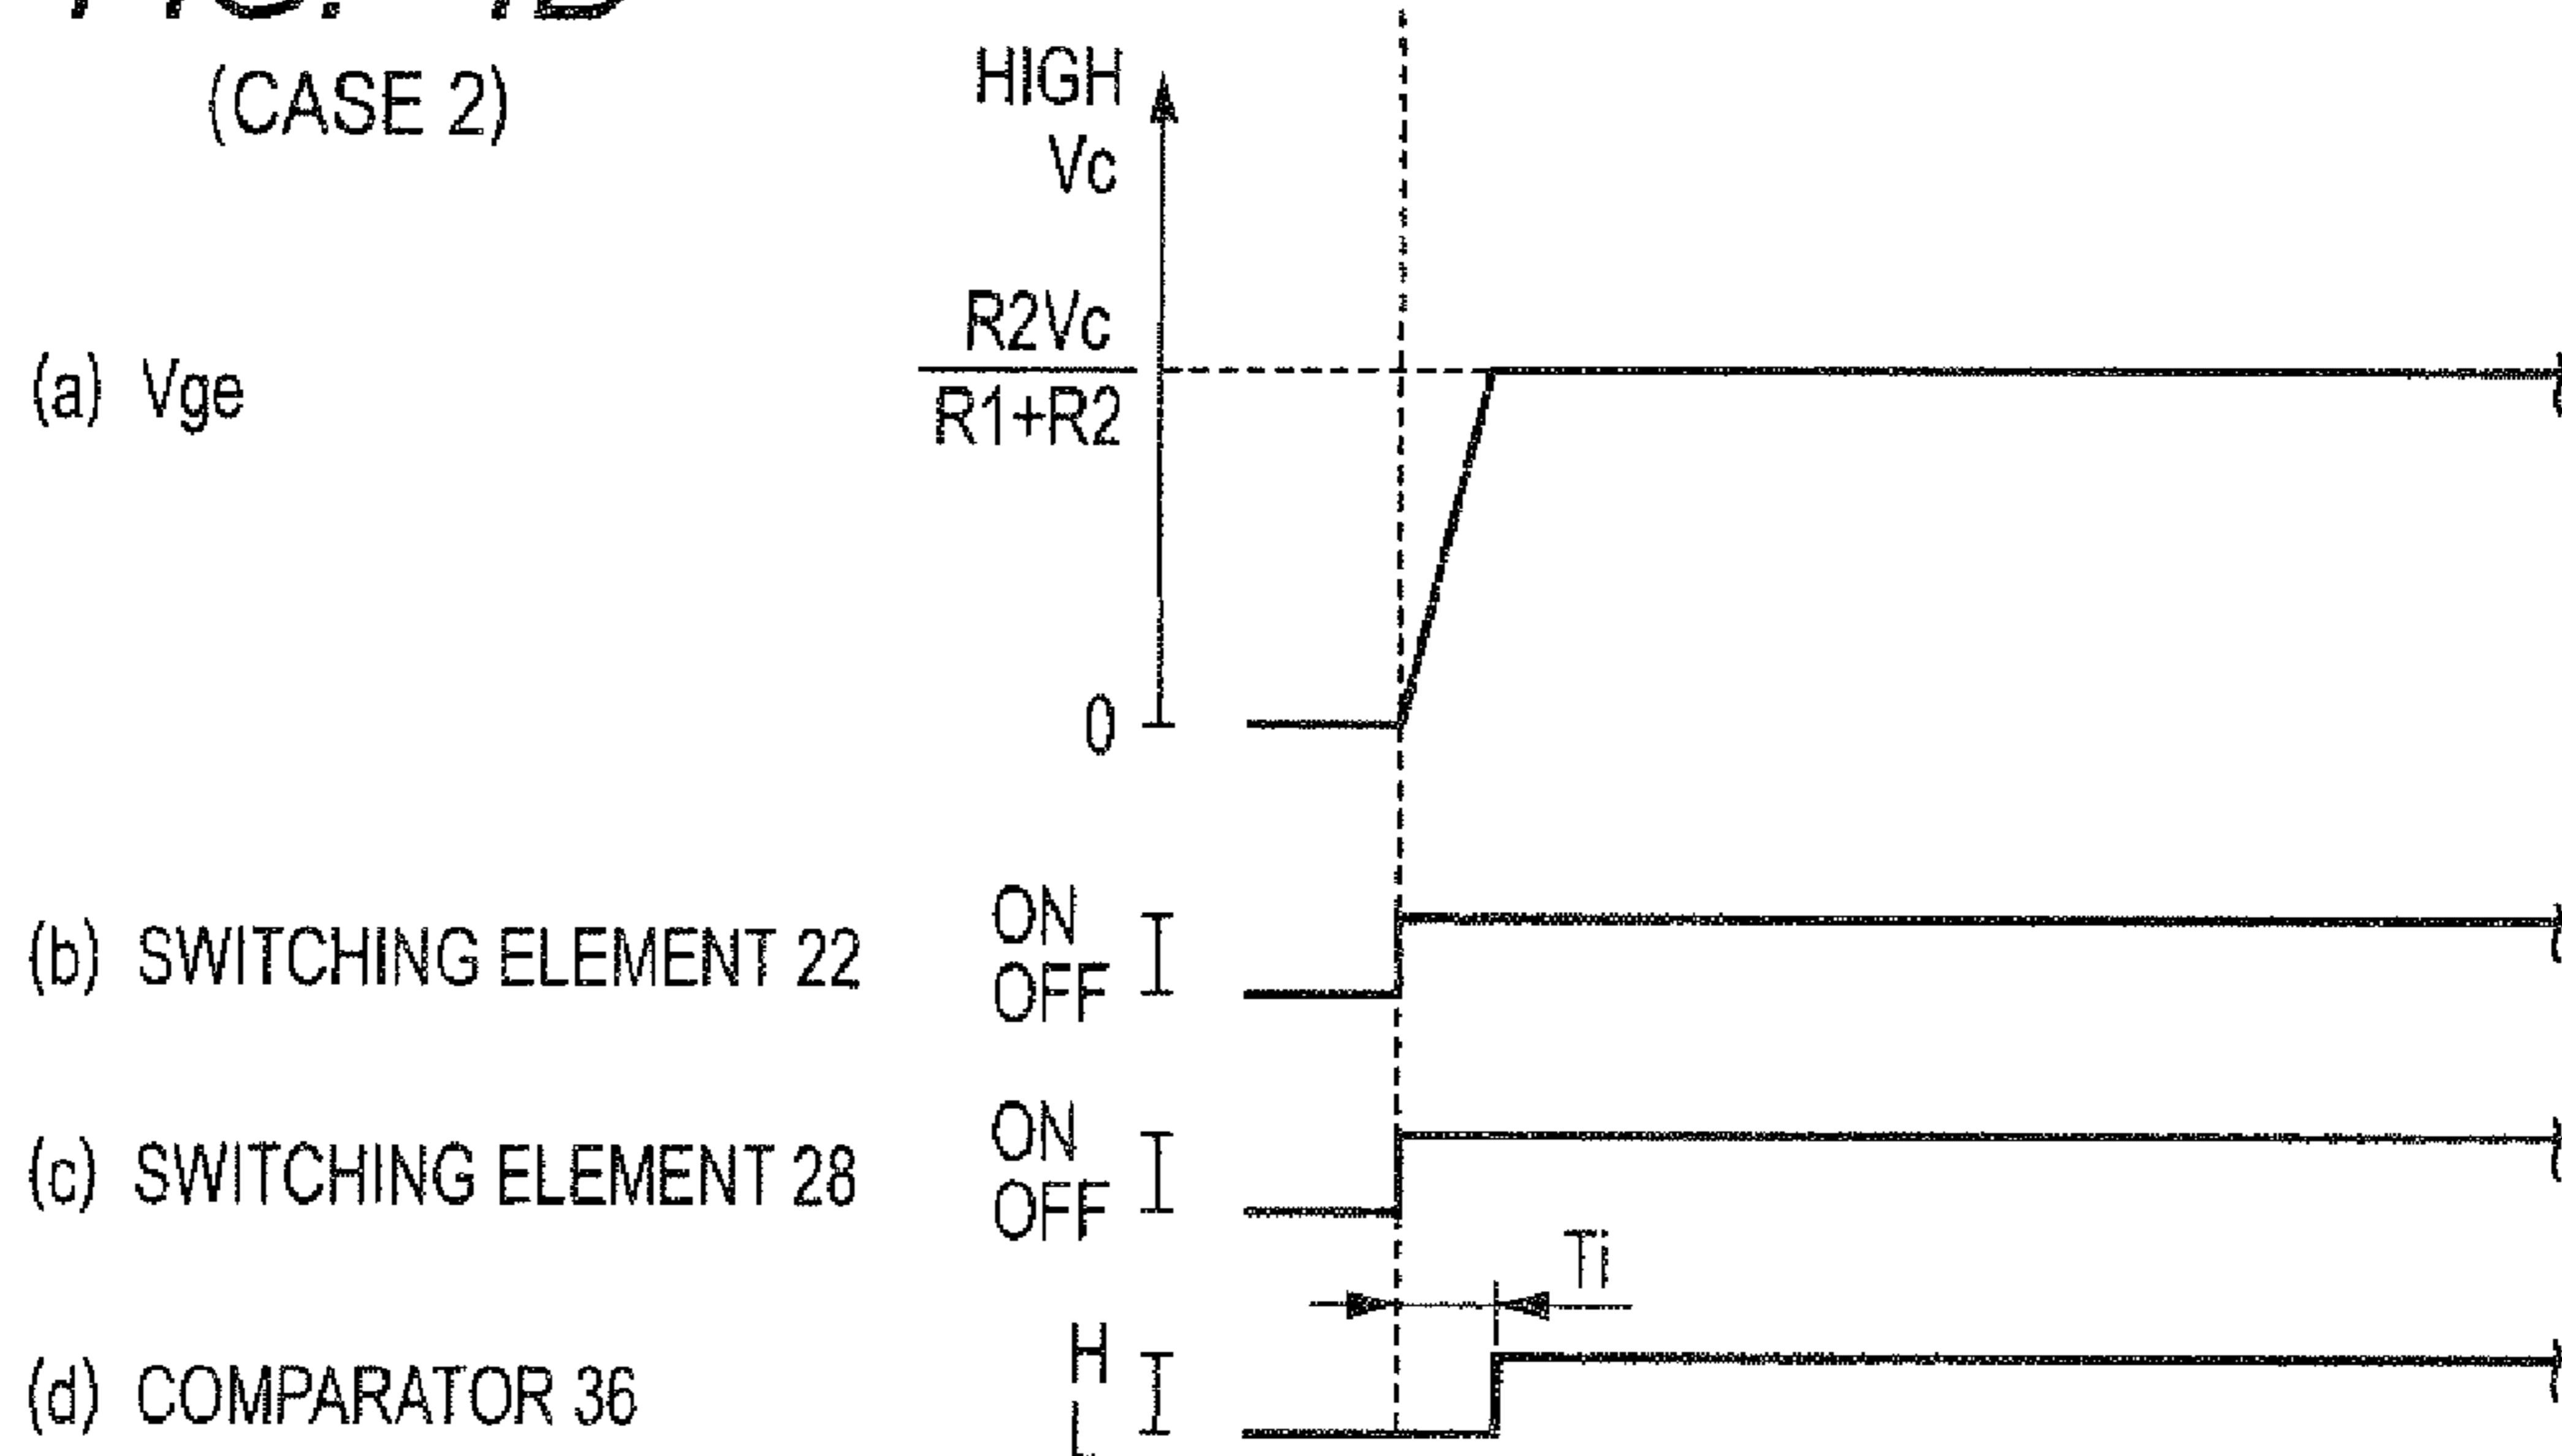 (CASE 2)
HIGH
Vc
R2Vc
R1+R2
(a) Vge
0
(b) SWITCHING ELEMENT 22
ON
OFF
(c) SWITCHING ELEMENT 28
ON
OFF
Ti
(d) COMPARATOR 36
H
L